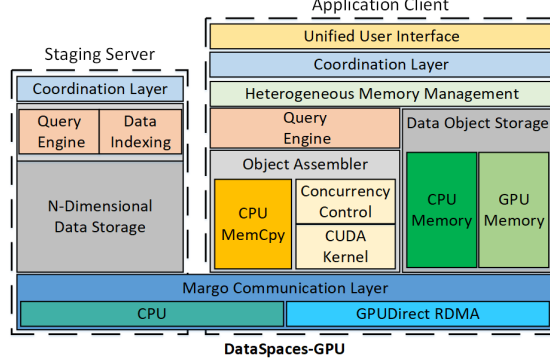 Application Client
Staging Server
Unified User Interface
Coordination Layer
Coordination Layer
Heterogeneous Memory Management
Query
Engine
Data
Indexing
Query
Engine
Data Object Storage
N-Dimensional
Data Storage
Object Assembler
CPU
MemCpy
Concurrency
Control
CUDA
Kernel
CPU
Memory
GPU
Memory
Margo Communication Layer
CPU
GPUDirect RDMA
DataSpaces-GPU